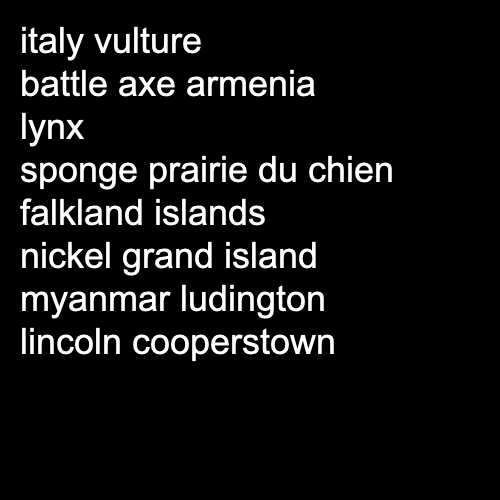 italy vulture
battle axe armenia
lynx
sponge prairie du chien
falkland islands
nickel grand island
myanmar ludington
lincoln cooperstown